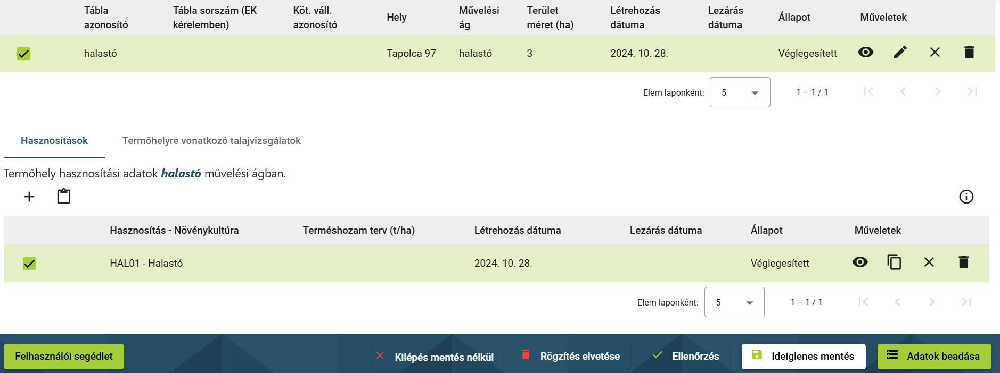 Tábla azonosító
Tábla sorszám (EK kérelemben)
Köt. váll. azonosító
Hely
Művelési ág
Terület méret (ha)
Létrehozás dátuma
Lezárás dátuma
Állapot
Műveletek
halastó
Tapolca 97
halastó
3
2024. 10. 28.
Véglegesített
Elem laponként:
5
1 – 1 / 1
Hasznosítások
Termőhelyre vonatkozó talajvizsgálatok
Termőhely hasznosítási adatok halastó művelési ágban.
Hasznosítás - Növénykultúra
Terméshozam terv (t/ha)
Létrehozás dátuma
Lezárás dátuma
Állapot
Műveletek
HAL01 - Halastó
2024. 10. 28.
Véglegesített
Elem laponként:
5
1 – 1 / 1
Felhasználói segédlet
Kilépés mentés nélkül
Rögzítés elvetése
Ellenőrzés
Ideiglenes mentés
Adatok beadása